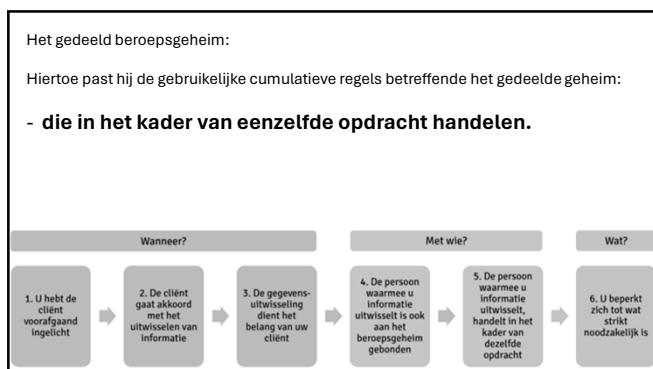 Het gedeeld beroepsgeheim:
Hiertoe past hij de gebruikelijke cumulatieve regels betreffende het gedeelde geheim:
- die in het kader van eenzelfde opdracht handelen.
Wanneer?
Met wie?
Wat?
1. U hebt de
cliënt
voorafgaand
ingelicht
2. De cliënt
gaat akkoord
met het
uitwisselen van
informatie
3. De gegevens-
uitwisseling
dient het
belang van uw
cliënt
4. De persoon
waarmee u
informatie
uitwisselt is ook
aan het
beroepsgeheim
gebonden
5. De persoon
waarmee u
informatie
uitwisselt,
handelt in het
kader van
dezelfde
opdracht
6. U beperkt
zich tot wat
strikt
noodzakelijk is